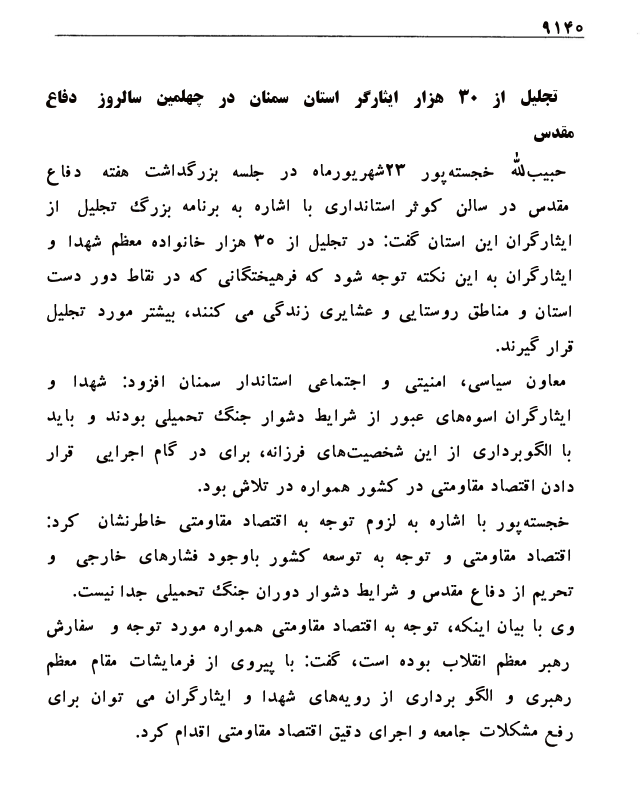 ۹۱۴۰
تجلیل از ۳۰ هزار ایثارگر استان سمنان در چهلمین سالروز دفاع
مقدس
حبیب‌الله خجسته‌پور ۲۳شهریورماه در جلسه بزرگداشت هفته دفاع
مقدس در سالن کوثر استانداری با اشاره به برنامه بزرگ تجلیل از
ایثارگران این استان گفت: در تجلیل از ۳۰ هزار خانواده معظم شهدا و
ایثارگران به این نکته توجه شود که فرهیختگانی که در نقاط دور دست
استان و مناطق روستایی و عشایری زندگی می کنند، بیشتر مورد تجلیل
قرار گیرند.
معاون سیاسی، امنیتی و اجتماعی استاندار سمنان افزود: شهدا و
ایثارگران اسوه‌های عبور از شرایط دشوار جنگ تحمیلی بودند و باید
با الگوبرداری از این شخصیت‌های فرزانه، برای در گام اجرایی قرار
دادن اقتصاد مقاومتی در کشور همواره در تلاش بود.
خجسته‌پور با اشاره به لزوم توجه به اقتصاد مقاومتی خاطرنشان کرد:
اقتصاد مقاومتی و توجه به توسعه کشور باوجود فشارهای خارجی و
تحریم از دفاع مقدس و شرایط دشوار دوران جنگ تحمیلی جدا نیست.
وی با بیان اینکه، توجه به اقتصاد مقاومتی همواره مورد توجه و سفارش
رهبر معظم انقلاب بوده است، گفت: با پیروی از فرمایشات مقام معظم
رهبری و الگو برداری از رویه‌های شهدا و ایثارگران می توان برای
رفع مشکلات جامعه و اجرای دقیق اقتصاد مقاومتی اقدام کرد.